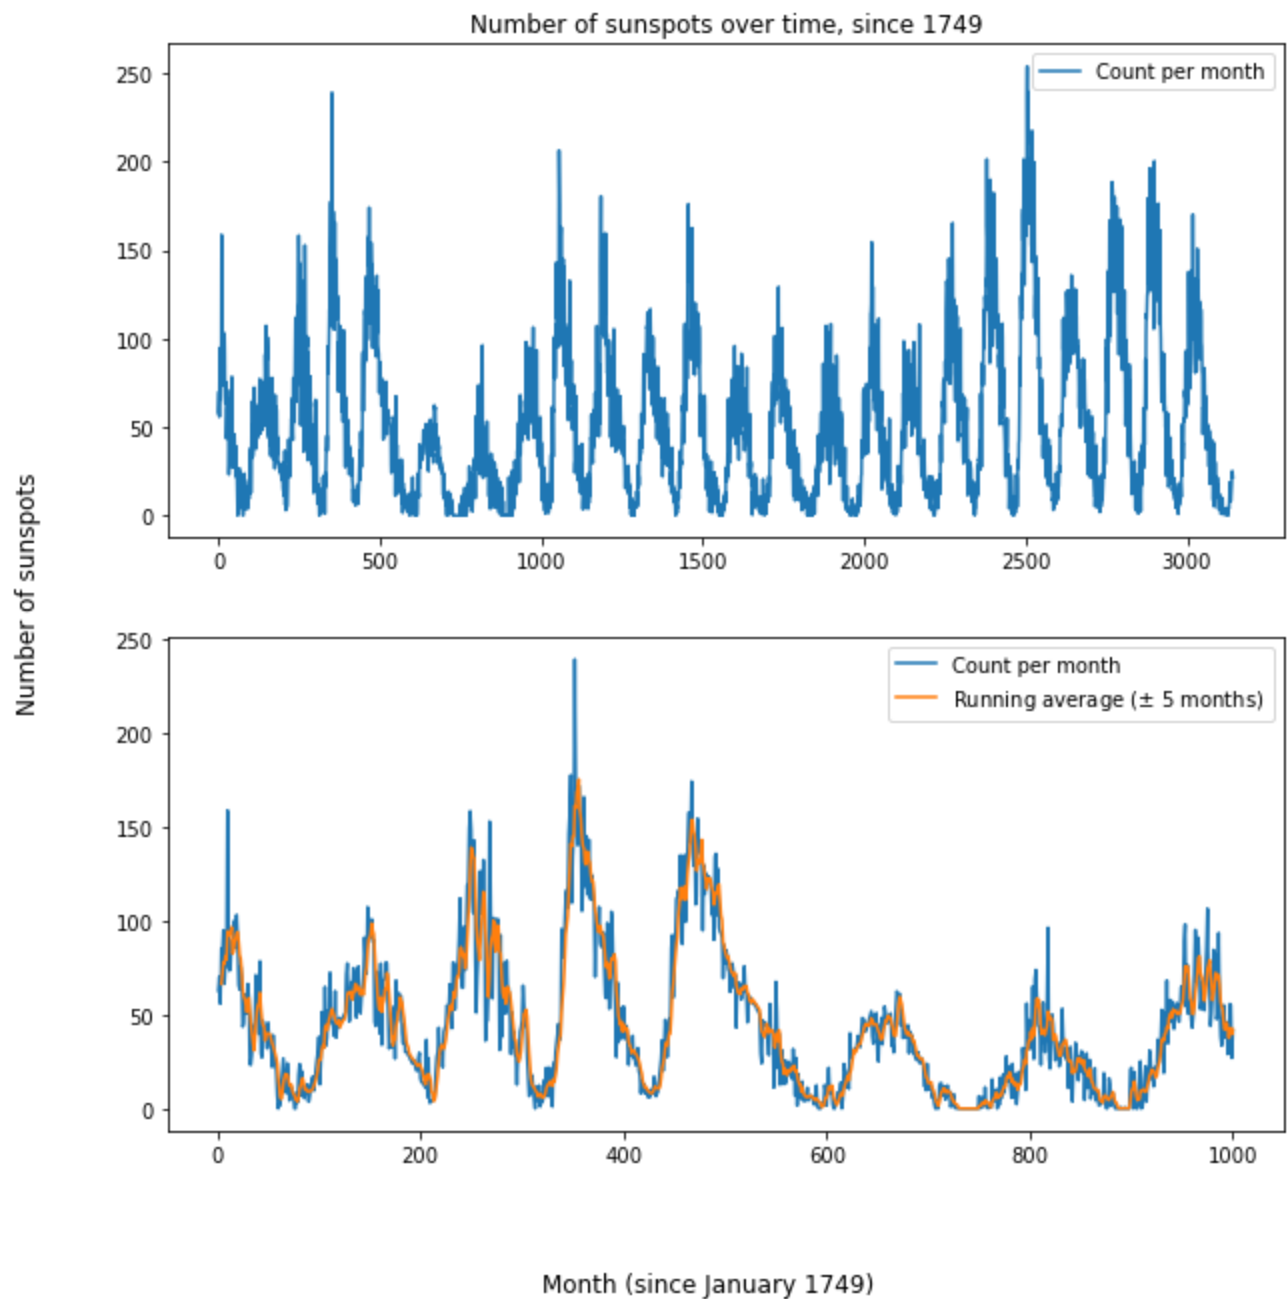 Number of sunspots over time, since 1749
250
200
150
100
50
0
Count per month
0 500 1000 1500 2000 2500 3000
Number of sunspots
250
200
150
100
50
0
Count per month
Running average (± 5 months)
0 200 400 600 800 1000
Month (since January 1749)